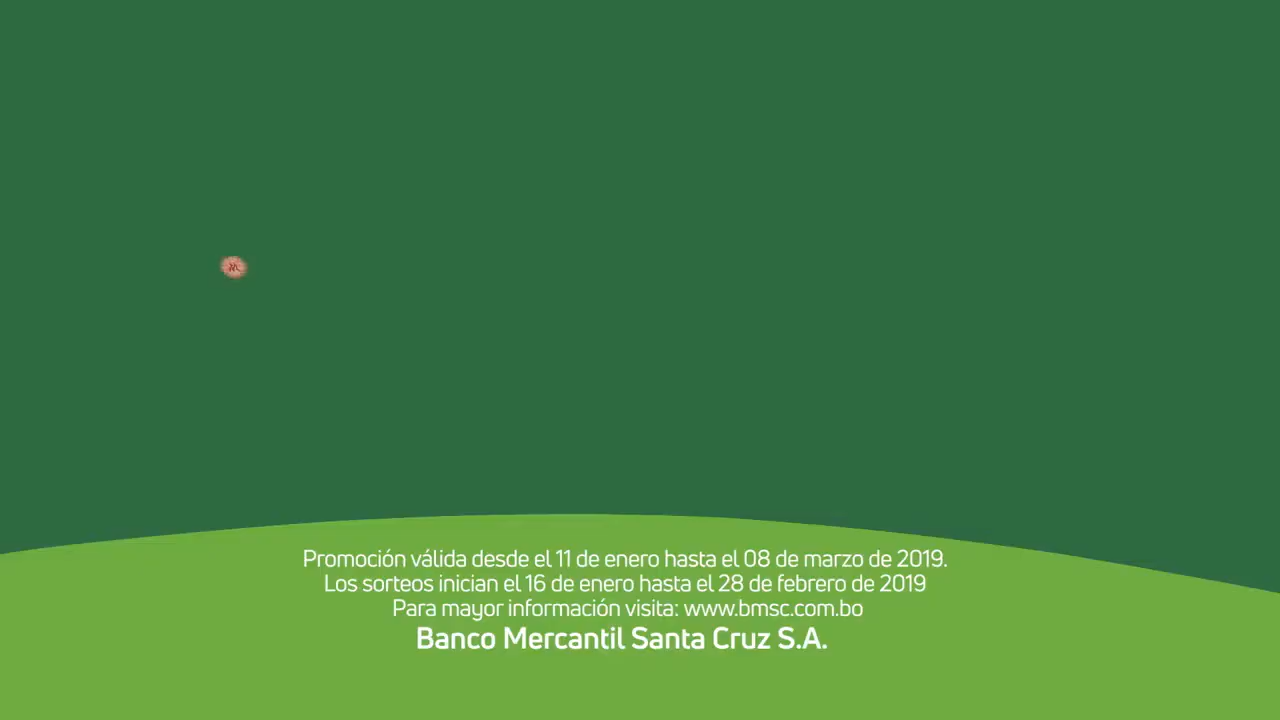 Promoción válida desde el 11 de enero hasta el 08 de marzo de 2019.
Los sorteos inician el 16 de enero hasta el 28 de febrero de 2019
Para mayor información visita: www.bmsc.com.bo
Banco Mercantil Santa Cruz S.A.